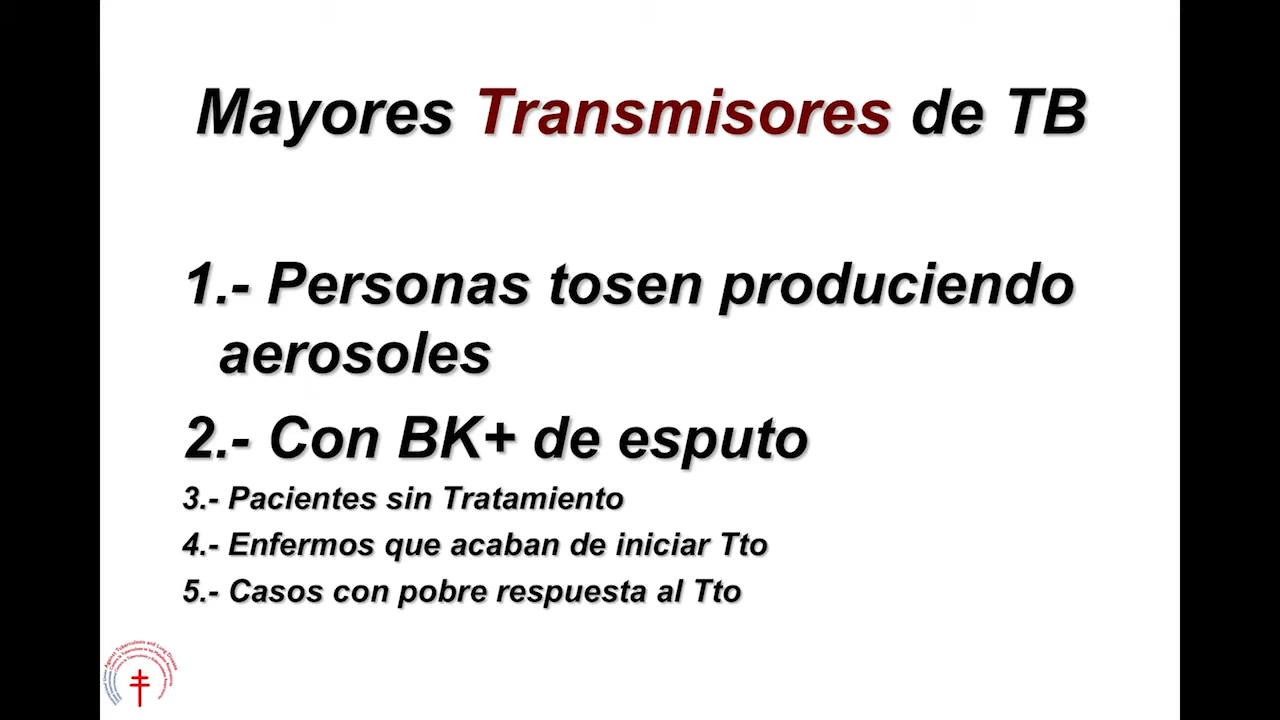 Mayores Transmisores de TB
1.- Personas tosen produciendo
aerosoles
2.- Con BK+ de esputo
3.- Pacientes sin Tratamiento
4.- Enfermos que acaban de iniciar Tto
5.- Casos con pobre respuesta al Tto